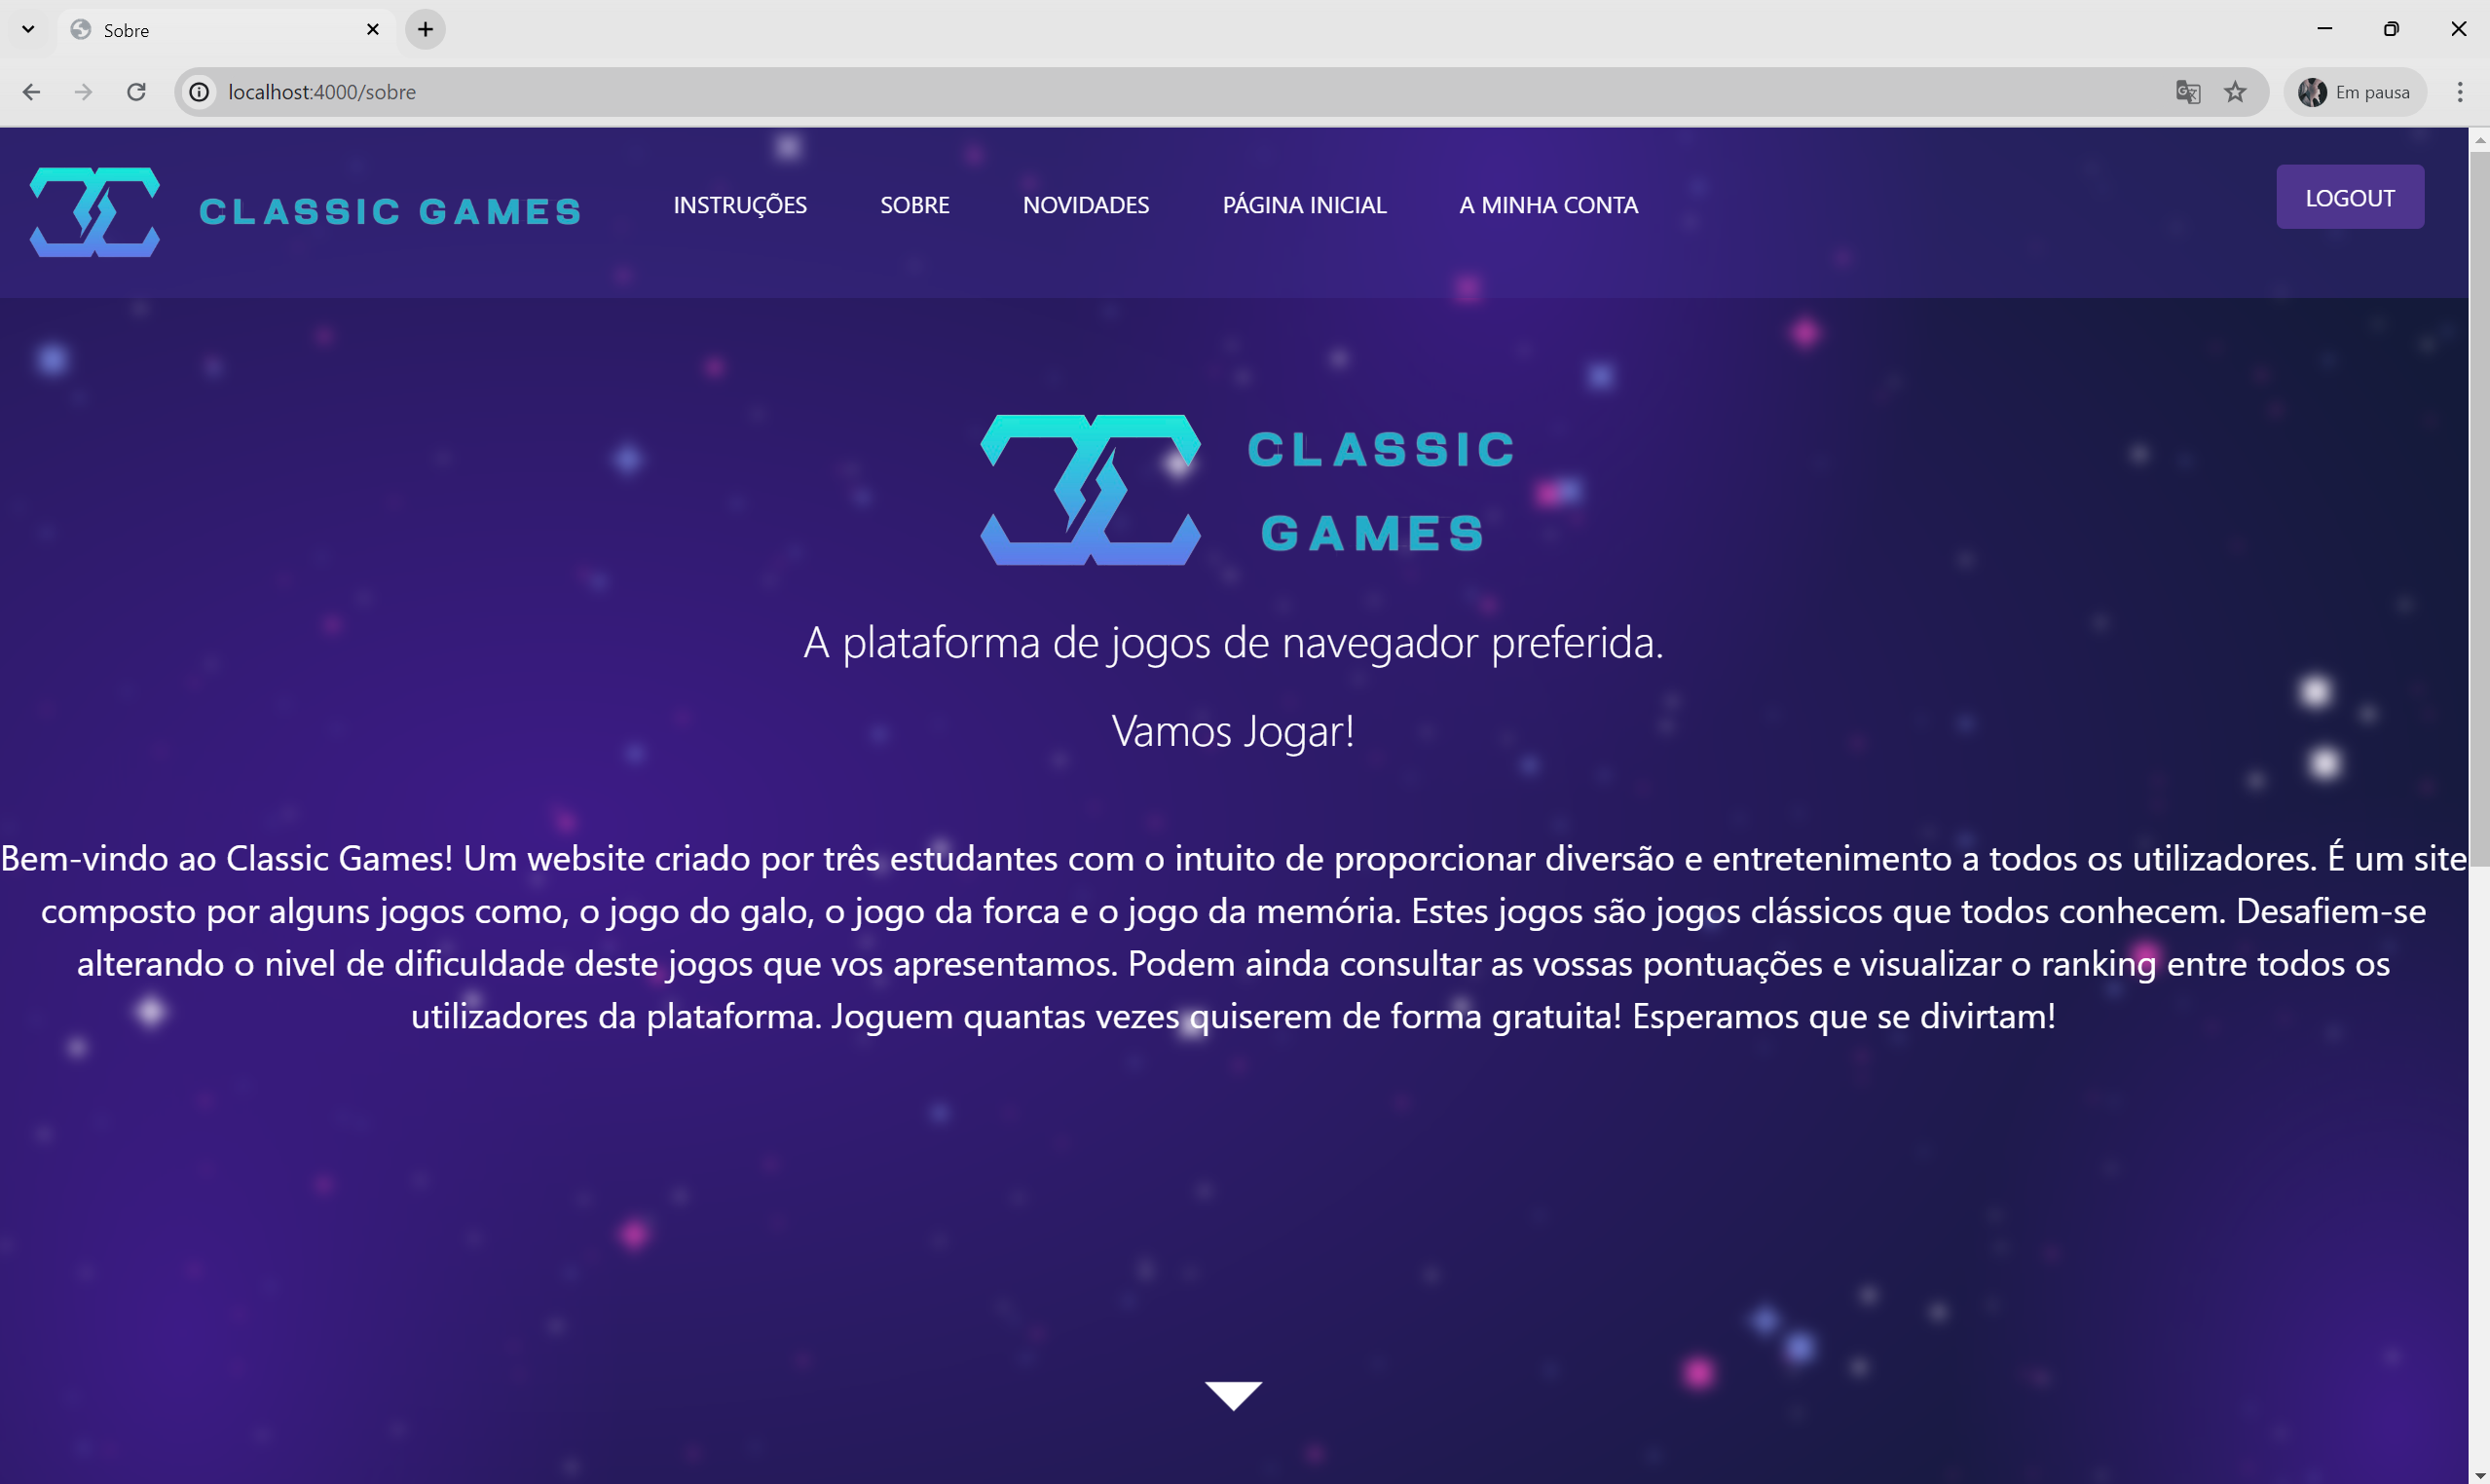 Sobre
localhost:4000/sobre
Em pausa
CLASSIC GAMES
INSTRUÇÕES
SOBRE
NOVIDADES
PÁGINA INICIAL
A MINHA CONTA
LOGOUT
CLASSIC
GAMES
A plataforma de jogos de navegador preferida.
Vamos Jogar!
Bem-vindo ao Classic Games! Um website criado por três estudantes com o intuito de proporcionar diversão e entretenimento a todos os utilizadores. É um site
composto por alguns jogos como, o jogo do galo, o jogo da forca e o jogo da memória. Estes jogos são jogos clássicos que todos conhecem. Desafiem-se
alterando o nivel de dificuldade deste jogos que vos apresentamos. Podem ainda consultar as vossas pontuações e visualizar o ranking entre todos os
utilizadores da plataforma. Joguem quantas vezes quiserem de forma gratuita! Esperamos que se divirtam!